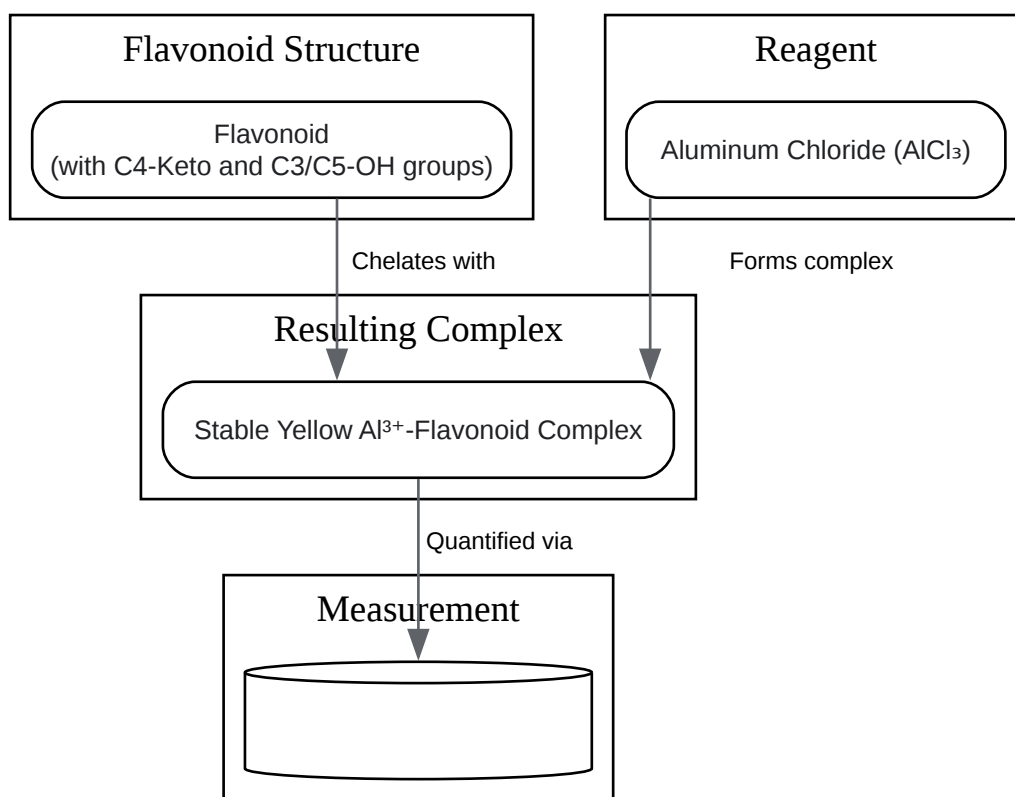 Flavonoid Structure
Reagent
Flavonoid
(with C4-Keto and C3/C5-OH groups)
Aluminum Chloride (AlCl₃)
Chelates with
Forms complex
Resulting Complex
Stable Yellow Al³⁺-Flavonoid Complex
Quantified via
Measurement